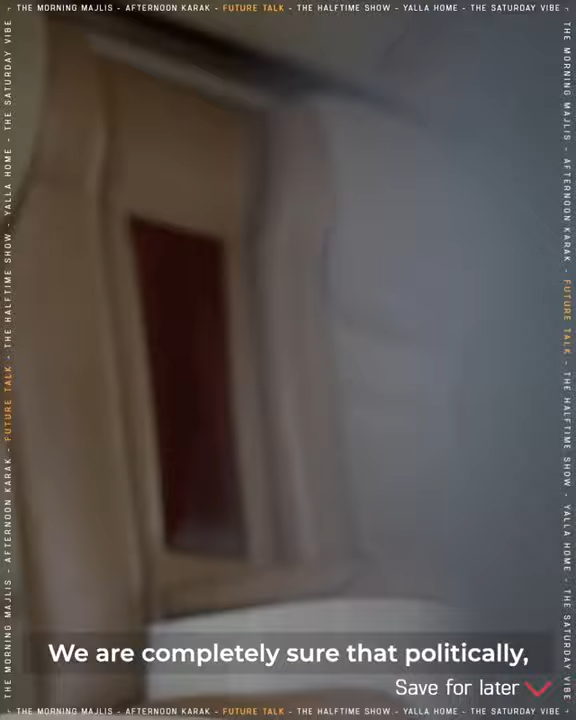 THE MORNING MAJLIS - AFTERNOON KARAK - FUTURE TALK - THE HALFTIME SHOW - YALLA HOME - THE SATURDAY VIBE -
THE MORNING MAJLIS - AFTERNOON KARAK - FUTURE TALK - THE HALFTIME SHOW - YALLA HOME - THE SATURDAY VIBE
THE MORNING MAJLIS - AFTERNOON KARAK - FUTURE TALK - THE HALFTIME SHOW - YALLA HOME - THE SATURDAY VIBE
We are completely sure that politically,
Save for later
- THE MORNING MAJLIS - AFTERNOON KARAK - FUTURE TALK - THE HALFTIME SHOW - YALLA HOME - THE SATURDAY VIBE -